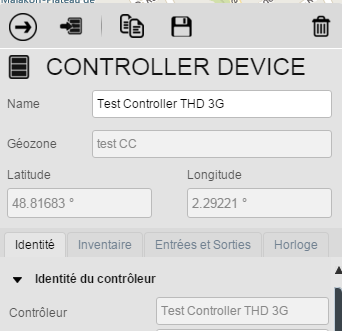 Malakoff-Plateau de
CONTROLLER DEVICE
Name Test Controller THD 3G
Géozone test CC
Latitude Longitude
48.81683 ° 2.29221 °
Identité Inventaire Entrées et Sorties Horloge
Identité du contrôleur
Contrôleur Test Controller THD 3G